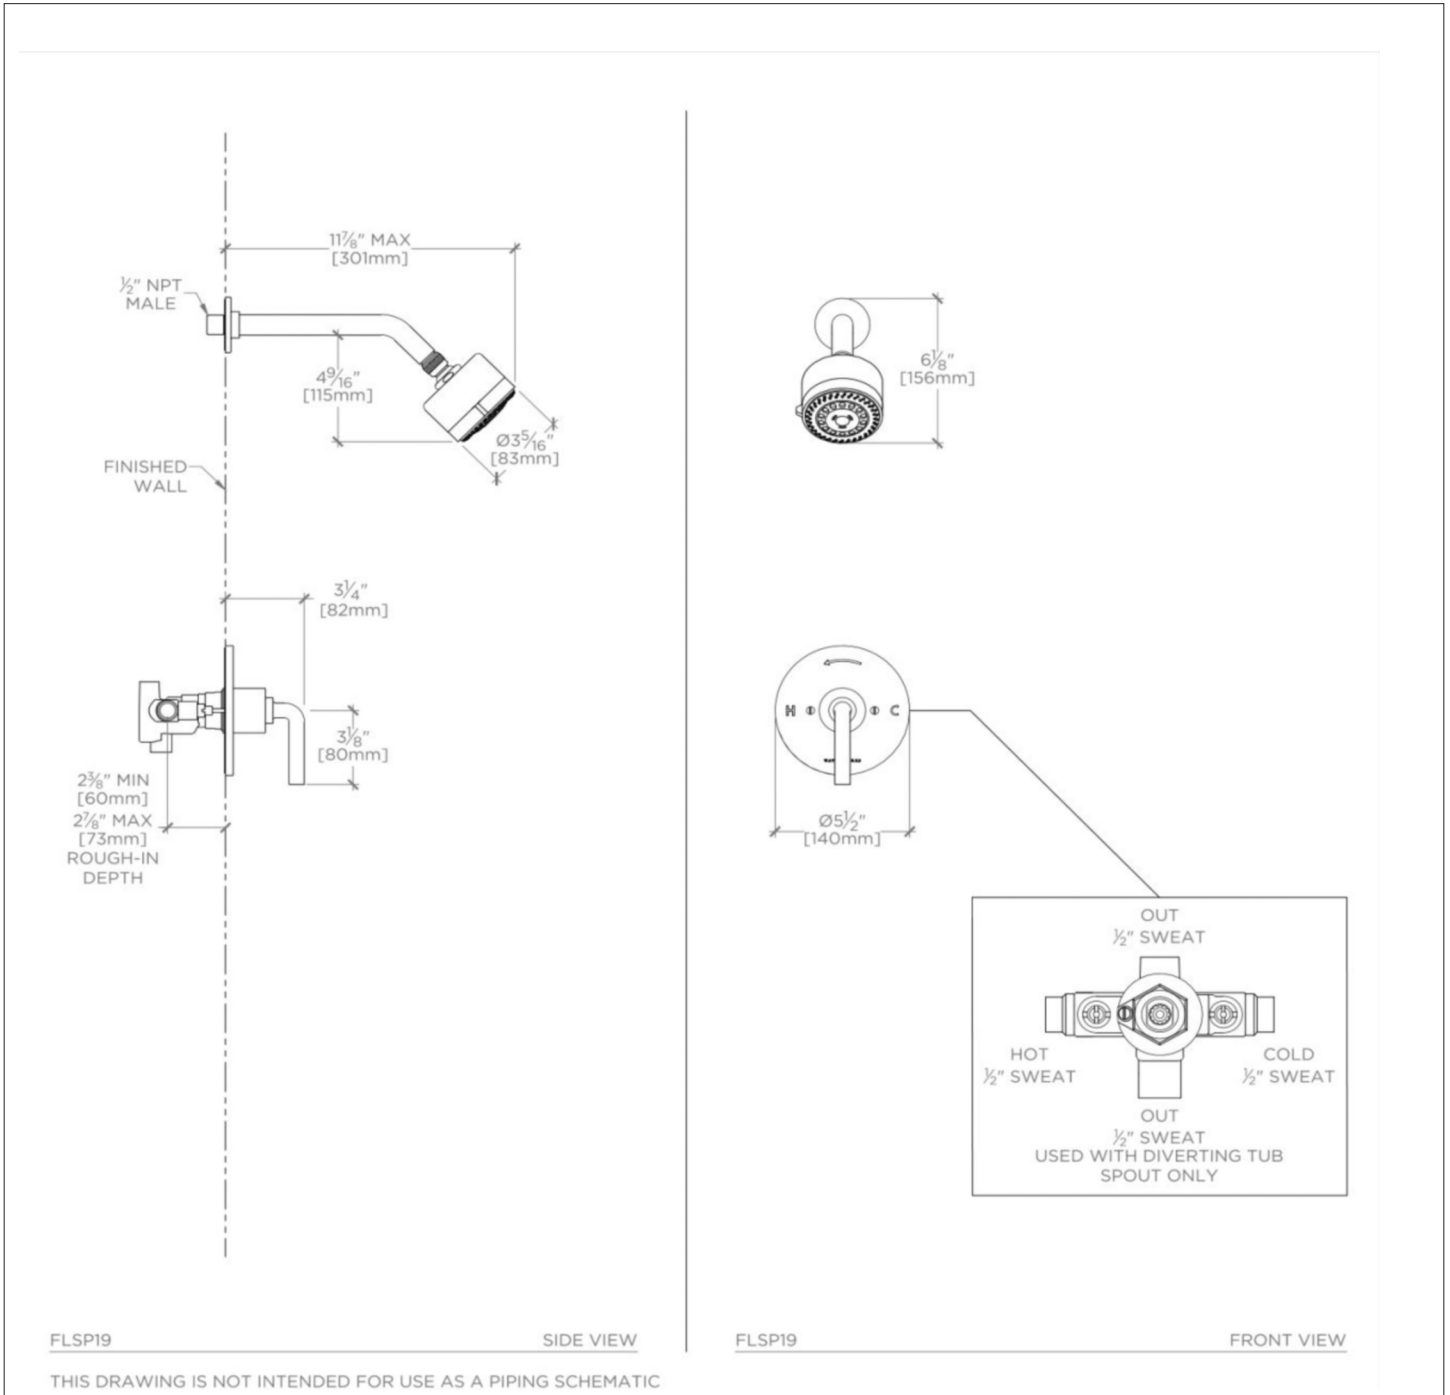 11⅞" MAX
[301mm]
½" NPT
MALE
4⁹⁄₁₆"
[115mm]
Ø3⁵⁄₁₆"
[83mm]
FINISHED
WALL
3¼"
[82mm]
3⅛"
[80mm]
2⅜" MIN
[60mm]
2⅞" MAX
[73mm]
ROUGH-IN
DEPTH
6⅛"
[156mm]
H
C
Ø5½"
[140mm]
OUT
½" SWEAT
HOT
½" SWEAT
COLD
½" SWEAT
OUT
½" SWEAT
USED WITH DIVERTING TUB
SPOUT ONLY
FLSP19 SIDE VIEW
FLSP19 FRONT VIEW
THIS DRAWING IS NOT INTENDED FOR USE AS A PIPING SCHEMATIC